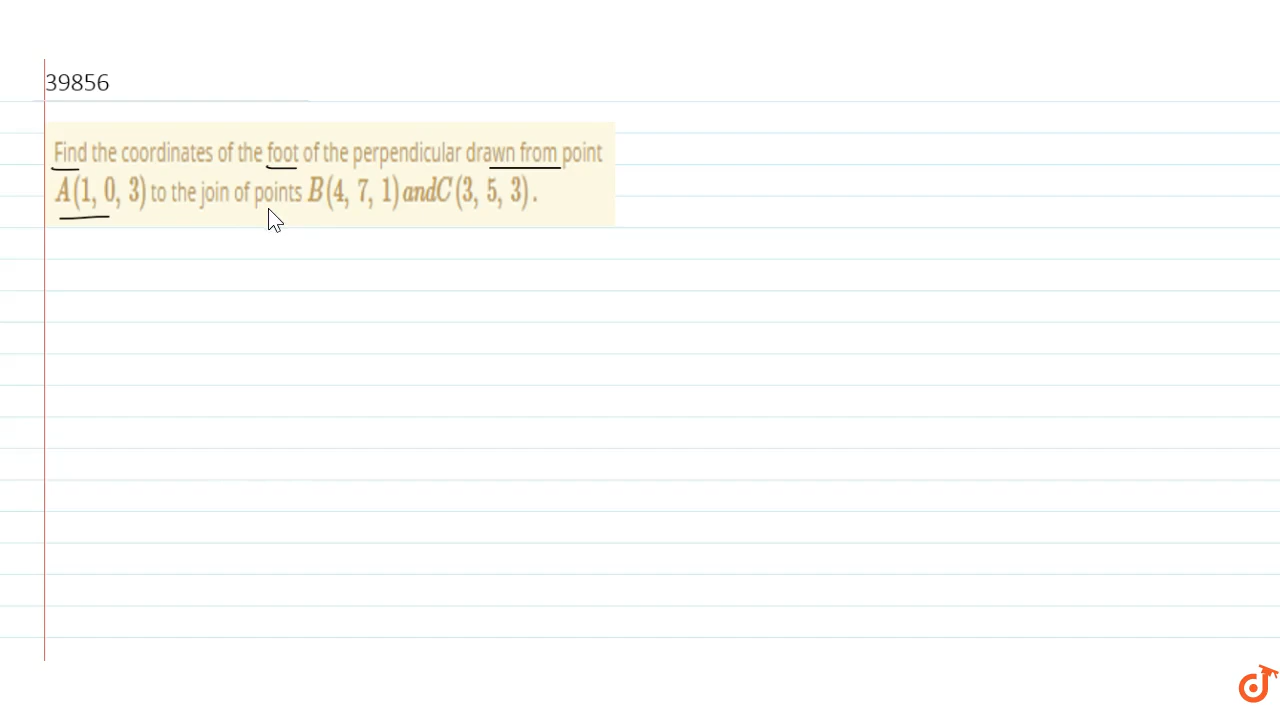 39856
Find the coordinates of the foot of the perpendicular drawn from point
A(1, 0, 3) to the join of points B(4, 7, 1) andC(3, 5, 3).